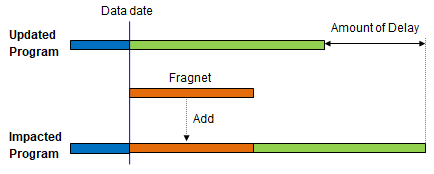 Data date
Amount of Delay
Updated
Program
Fragnet
Add
Impacted
Program